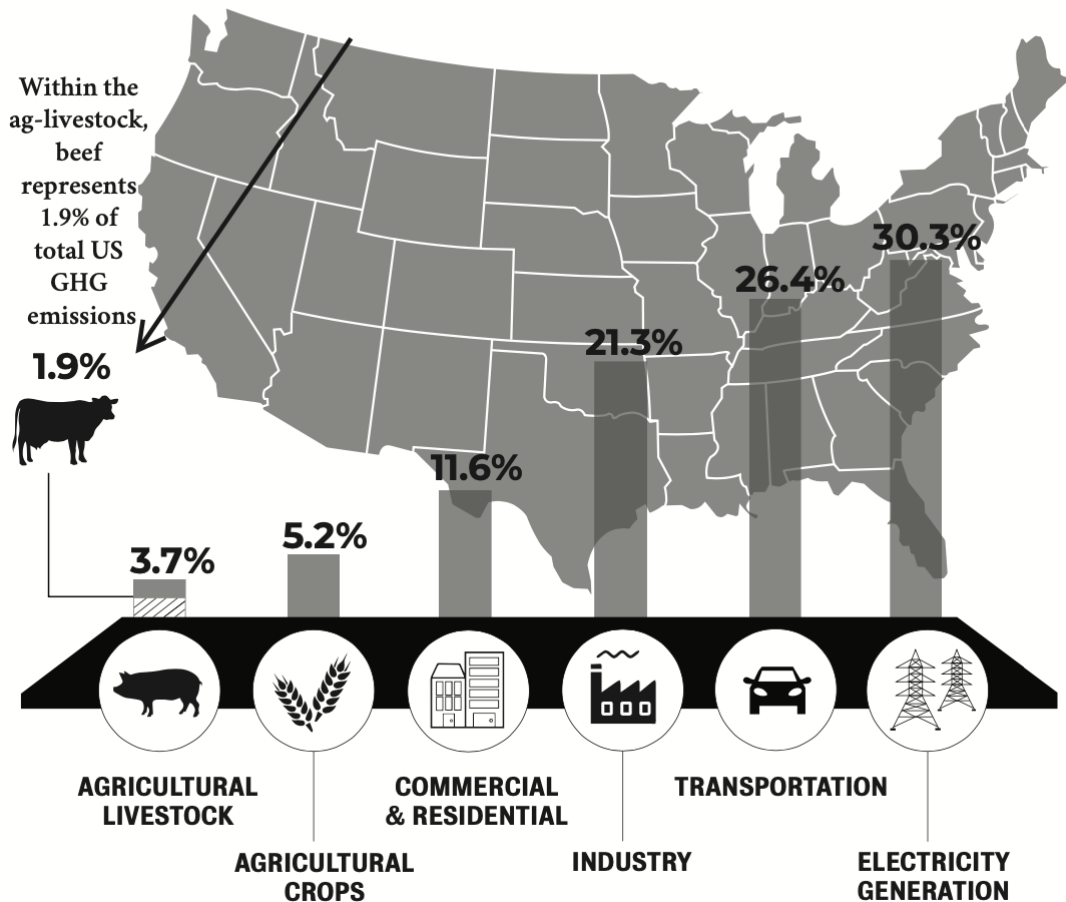 Within the
ag-livestock,
beef
represents
1.9% of
total US
GHG
emissions
1.9%
3.7%
5.2%
11.6%
21.3%
26.4%
30.3%
AGRICULTURAL
LIVESTOCK
AGRICULTURAL
CROPS
COMMERCIAL
& RESIDENTIAL
INDUSTRY
TRANSPORTATION
ELECTRICITY
GENERATION